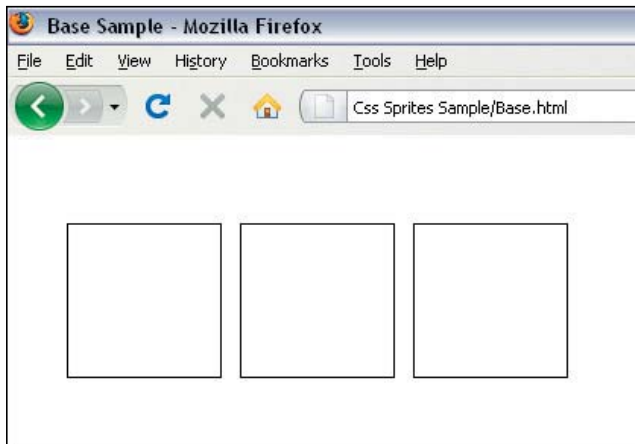 Base Sample - Mozilla Firefox
File Edit View History Bookmarks Tools Help
Css Sprites Sample/Base.html